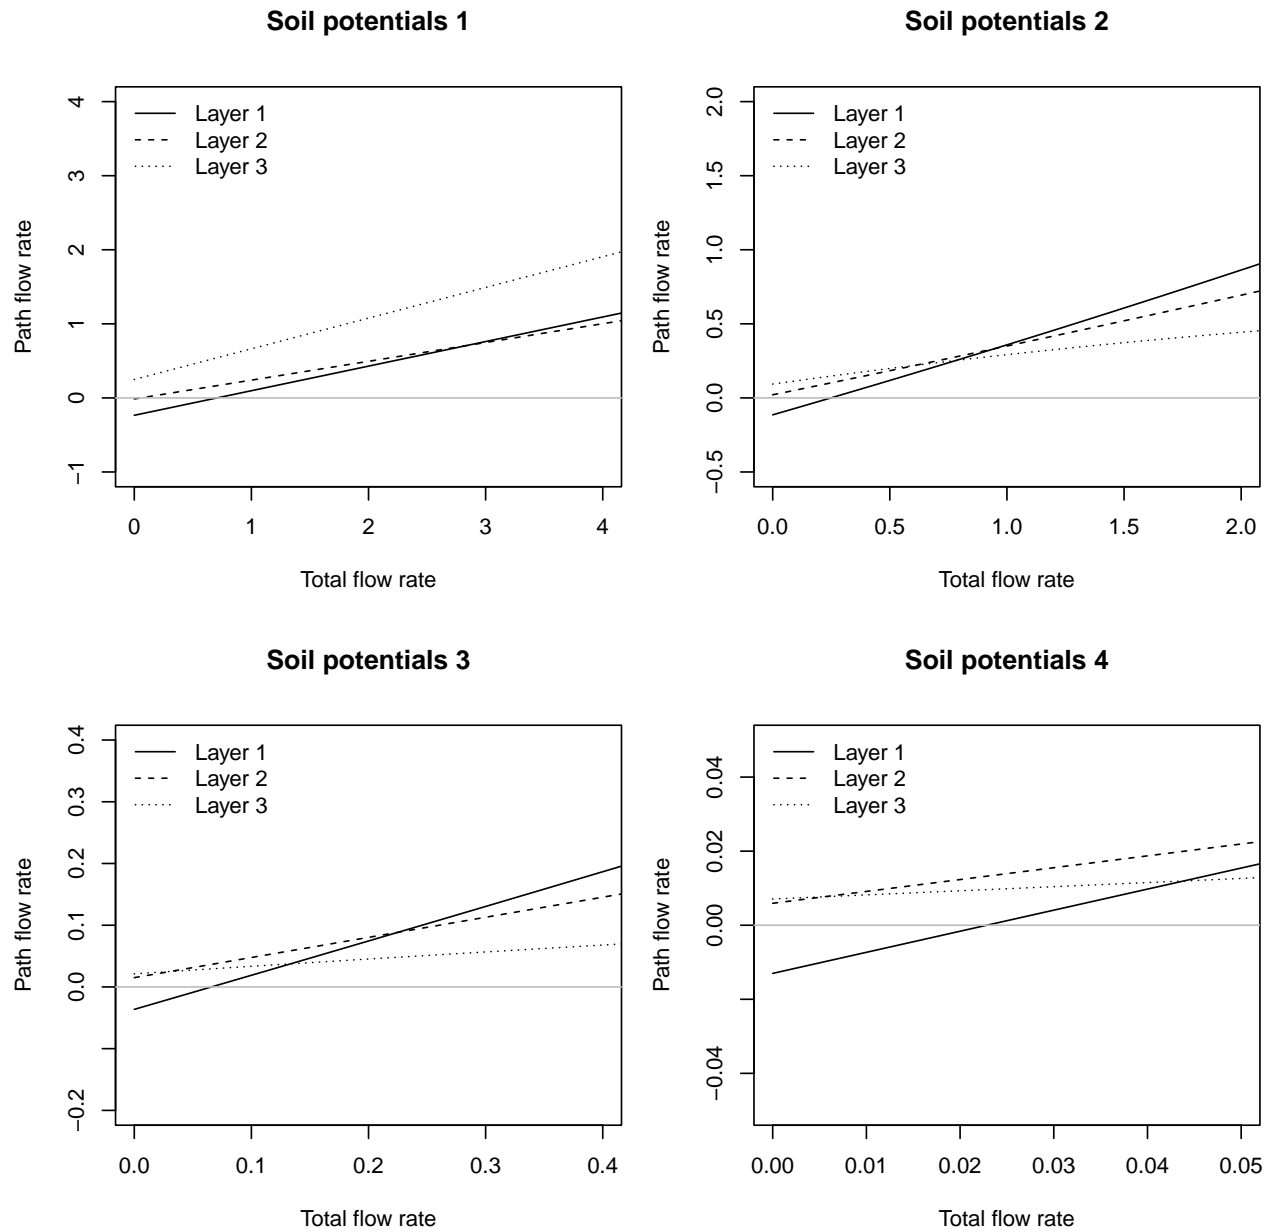 Soil potentials 1
Path flow rate
4
3
2
1
0
−1
Layer 1
Layer 2
Layer 3
0 1 2 3 4
Total flow rate
Soil potentials 2
Path flow rate
2.0
1.5
1.0
0.5
0.0
−0.5
Layer 1
Layer 2
Layer 3
0.0 0.5 1.0 1.5 2.0
Total flow rate
Soil potentials 3
Path flow rate
0.4
0.3
0.2
0.1
0.0
−0.2
Layer 1
Layer 2
Layer 3
0.0 0.1 0.2 0.3 0.4
Total flow rate
Soil potentials 4
Path flow rate
0.04
0.02
0.00
−0.04
Layer 1
Layer 2
Layer 3
0.00 0.01 0.02 0.03 0.04 0.05
Total flow rate